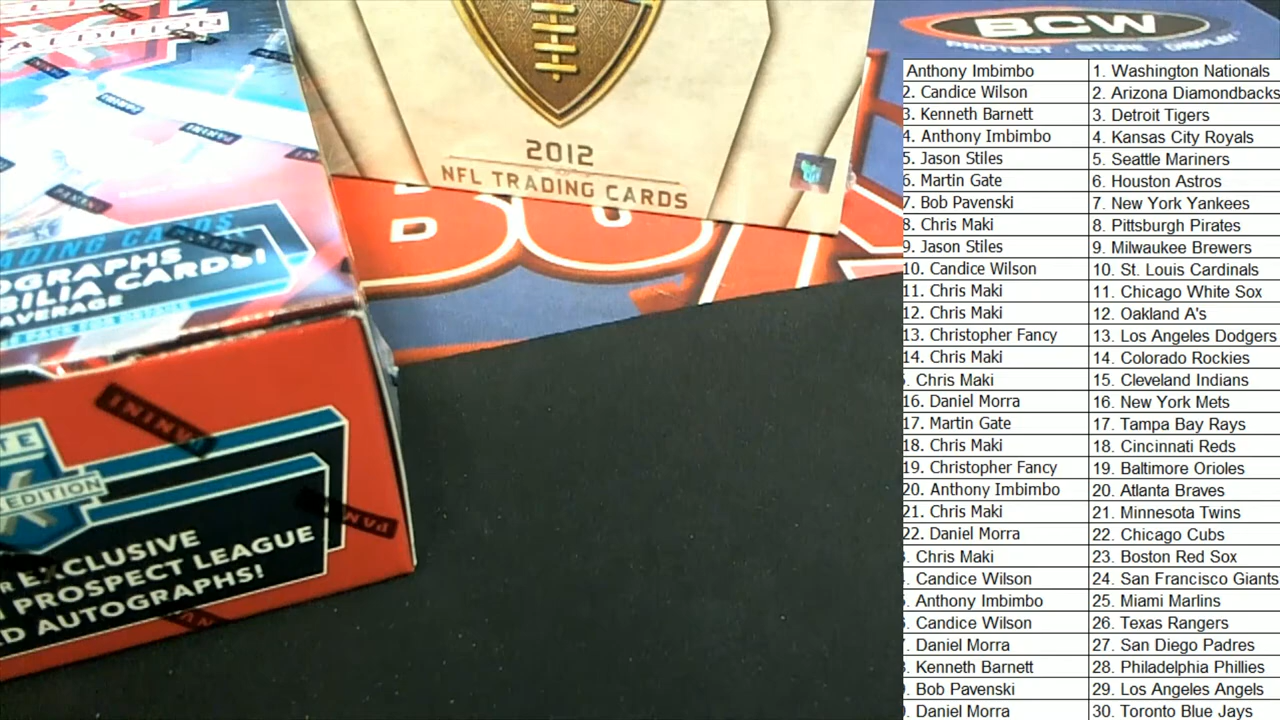 BCW
PROTECT . STORE . DISPLAY
2012
NFL TRADING CARDS
BU
ADING CARDS
OGRAPHS
BILIA CARDS!
AVERAGE
PANINI
PANINI
PANINI
PANINI
PANINI
TE
EDITION
R EXCLUSIVE
PROSPECT LEAGUE
D AUTOGRAPHS!
Anthony Imbimbo 1. Washington Nationals
2. Candice Wilson 2. Arizona Diamondbacks
3. Kenneth Barnett 3. Detroit Tigers
4. Anthony Imbimbo 4. Kansas City Royals
5. Jason Stiles 5. Seattle Mariners
6. Martin Gate 6. Houston Astros
7. Bob Pavenski 7. New York Yankees
8. Chris Maki 8. Pittsburgh Pirates
9. Jason Stiles 9. Milwaukee Brewers
10. Candice Wilson 10. St. Louis Cardinals
11. Chris Maki 11. Chicago White Sox
12. Chris Maki 12. Oakland A's
13. Christopher Fancy 13. Los Angeles Dodgers
14. Chris Maki 14. Colorado Rockies
. Chris Maki 15. Cleveland Indians
16. Daniel Morra 16. New York Mets
17. Martin Gate 17. Tampa Bay Rays
18. Chris Maki 18. Cincinnati Reds
19. Christopher Fancy 19. Baltimore Orioles
20. Anthony Imbimbo 20. Atlanta Braves
21. Chris Maki 21. Minnesota Twins
22. Daniel Morra 22. Chicago Cubs
. Chris Maki 23. Boston Red Sox
. Candice Wilson 24. San Francisco Giants
. Anthony Imbimbo 25. Miami Marlins
. Candice Wilson 26. Texas Rangers
. Daniel Morra 27. San Diego Padres
. Kenneth Barnett 28. Philadelphia Phillies
. Bob Pavenski 29. Los Angeles Angels
. Daniel Morra 30. Toronto Blue Jays